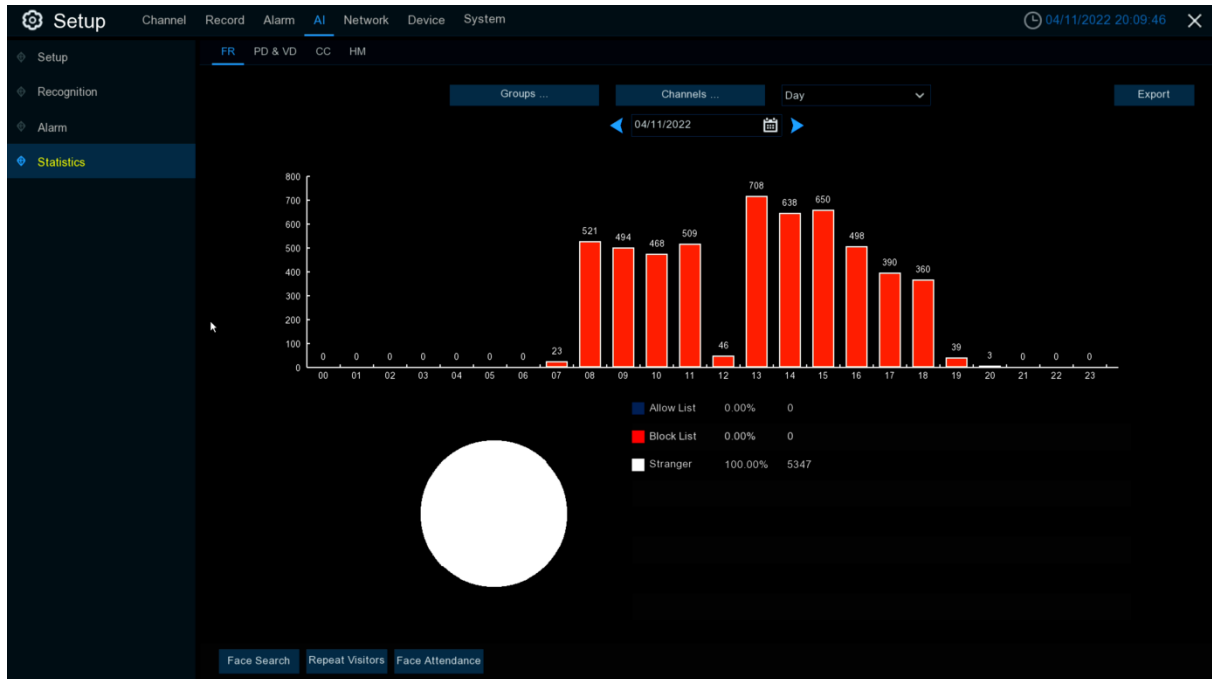 Setup Channel Record Alarm AI Network Device System 04/11/2022 20:09:46
Setup
Recognition
Alarm
Statistics
FR PD & VD CC HM
Groups ... Channels ... Day Export
04/11/2022
800
700
600
500
400
300
200
100
0
0 0 0 0 0 0 0 23 521 494 468 509 46 708 638 650 498 390 360 39 3 0 0 0
00 01 02 03 04 05 06 07 08 09 10 11 12 13 14 15 16 17 18 19 20 21 22 23
Allow List 0.00% 0
Block List 0.00% 0
Stranger 100.00% 5347
Face Search Repeat Visitors Face Attendance